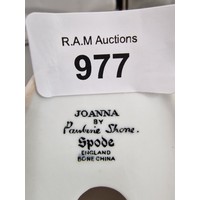 R.A.M Auctions
977
JOANNA
BY
Pauline Shone.
Spode
ENGLAND
BONE CHINA